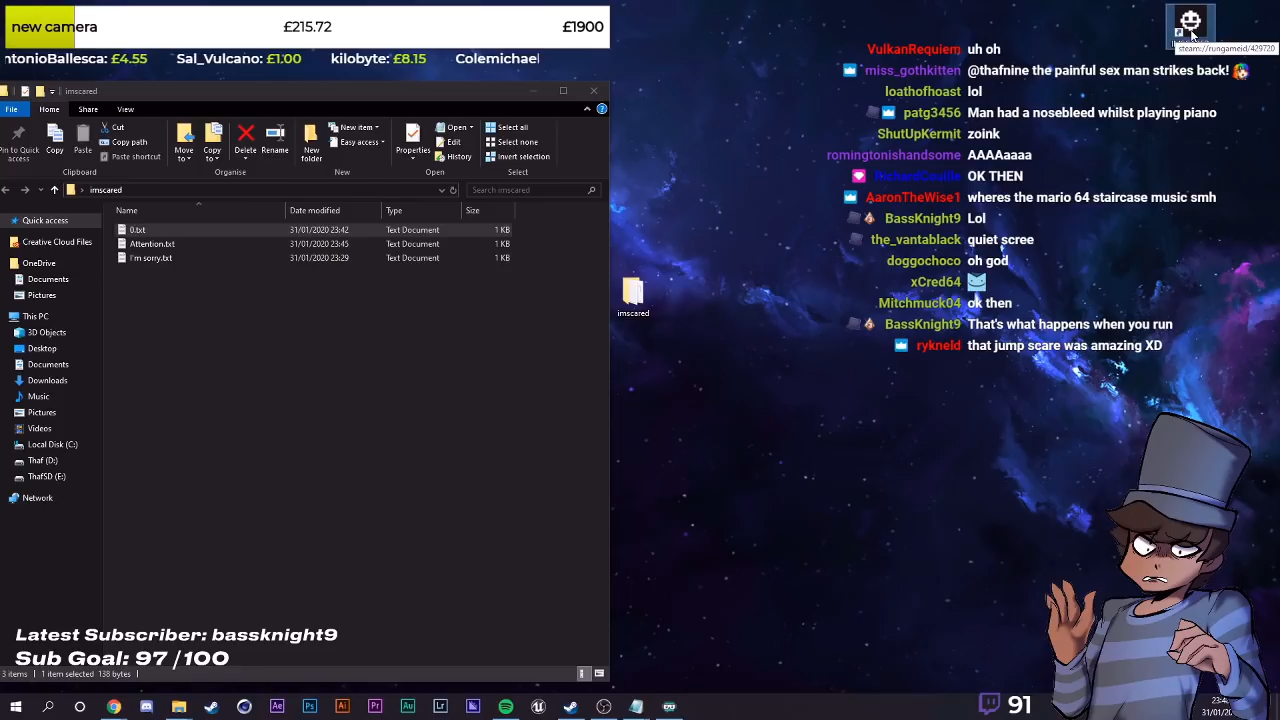 new camera £215.72 £1900
ntonioBallesca: £4.55 Sal_Vulcano: £1.00 kilobyte: £8.15 Colemichael
imscared
File Home Share View
Pin to Quick access
Copy
Paste
Cut
Copy path
Paste shortcut
Clipboard
Move to
Copy to
Delete
Rename
Organise
New folder
New item
Easy access
New
Properties
Open
Edit
History
Open
Select all
Select none
Invert selection
Select
imscared
Search imscared
Name Date modified Type Size
0.txt 31/01/2020 23:42 Text Document 1 KB
Attention.txt 31/01/2020 23:45 Text Document 1 KB
I'm sorry.txt 31/01/2020 23:29 Text Document 1 KB
Quick access
Creative Cloud Files
OneDrive
Documents
Pictures
This PC
3D Objects
Desktop
Documents
Downloads
Music
Pictures
Videos
Local Disk (C:)
Thaf (D:)
ThafSD (E:)
Network
Latest Subscriber: bassknight9
Sub Goal: 97 /100
3 items 1 item selected 138 bytes
imscared
steam://rungameid/429720
VulkanRequiem uh oh
miss_gothkitten @thafnine the painful sex man strikes back!
loathofhoast lol
patg3456 Man had a nosebleed whilst playing piano
ShutUpKermit zoink
romingtonishandsome AAAAaaaa
RichardCouille OK THEN
AaronTheWise1 wheres the mario 64 staircase music smh
BassKnight9 Lol
the_vantablack quiet scree
doggochoco oh god
xCred64
Mitchmuck04 ok then
BassKnight9 That's what happens when you run
rykneld that jump scare was amazing XD
Ae Ps Ai Pr Au Lr
91